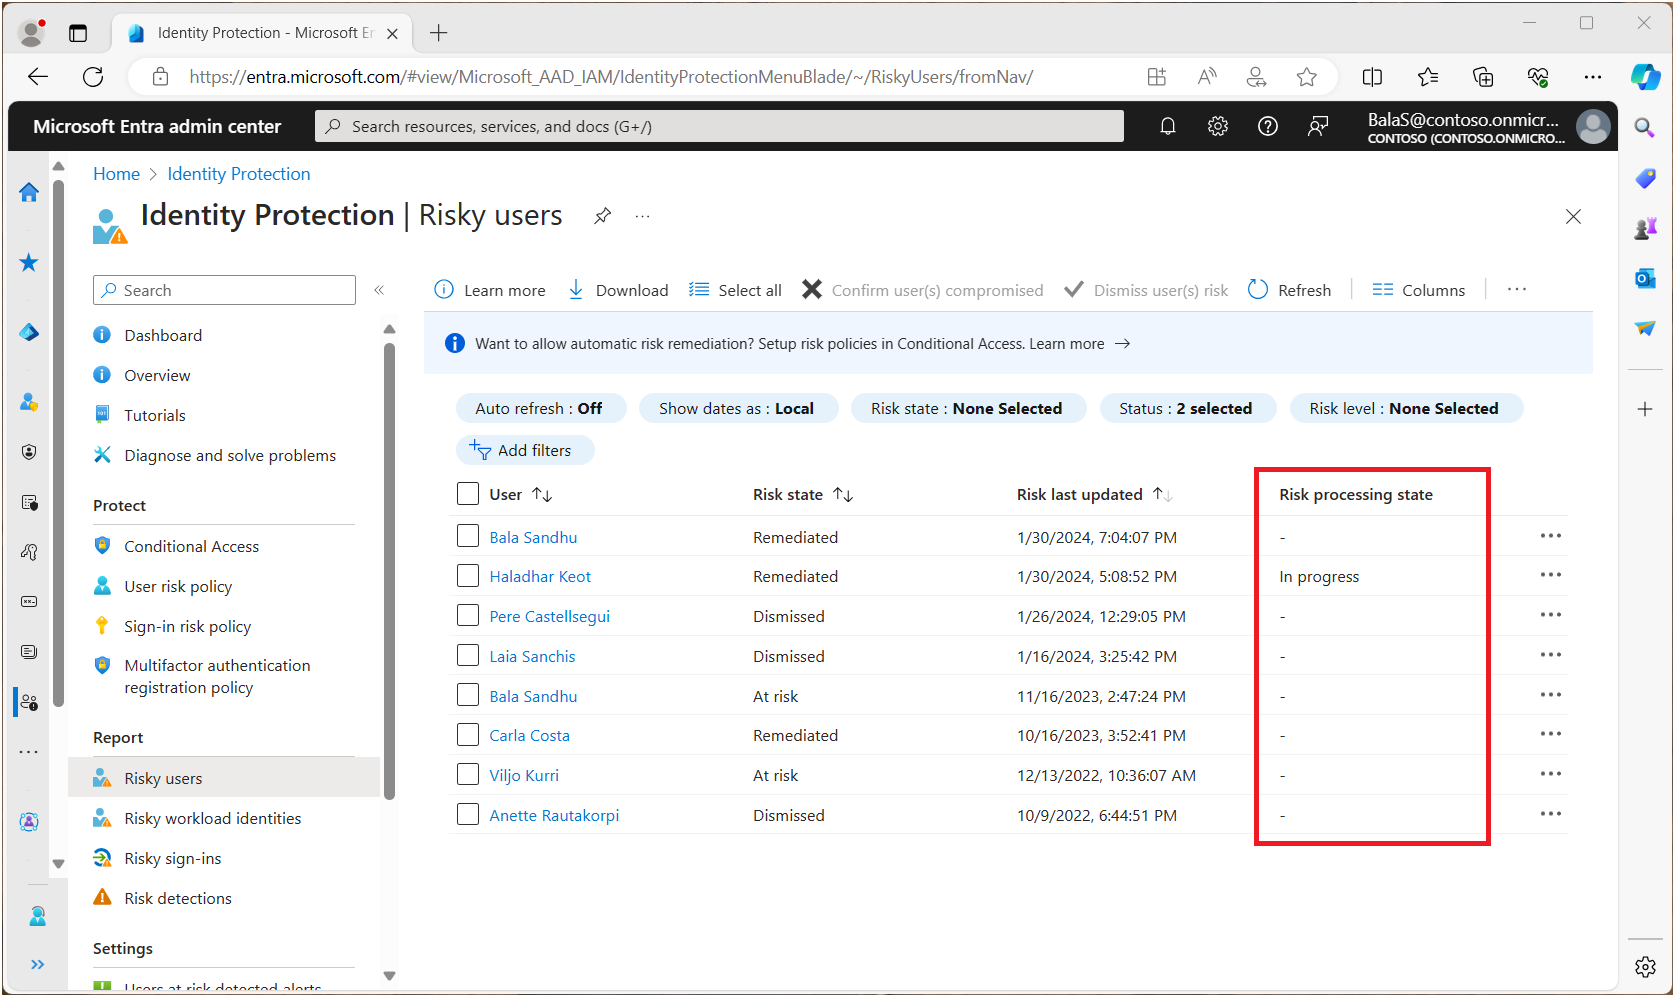 Identity Protection - Microsoft En
https://entra.microsoft.com/#view/Microsoft_AAD_IAM/IdentityProtectionMenuBlade/~/RiskyUsers/fromNav/
Microsoft Entra admin center
Search resources, services, and docs (G+/)
BalaS@contoso.onmicr...
CONTOSO (CONTOSO.ONMICRO...
Home > Identity Protection
Identity Protection | Risky users
Search
Dashboard
Overview
Tutorials
Diagnose and solve problems
Protect
Conditional Access
User risk policy
Sign-in risk policy
Multifactor authentication
registration policy
Report
Risky users
Risky workload identities
Risky sign-ins
Risk detections
Settings
Users at risk detected alerts
Learn more Download Select all Confirm user(s) compromised Dismiss user(s) risk Refresh Columns
Want to allow automatic risk remediation? Setup risk policies in Conditional Access. Learn more →
Auto refresh : Off Show dates as : Local Risk state : None Selected Status : 2 selected Risk level : None Selected
Add filters
User ↑↓ Risk state ↑↓ Risk last updated ↑↓ Risk processing state
Bala Sandhu Remediated 1/30/2024, 7:04:07 PM -
Haladhar Keot Remediated 1/30/2024, 5:08:52 PM In progress
Pere Castellsegui Dismissed 1/26/2024, 12:29:05 PM -
Laia Sanchis Dismissed 1/16/2024, 3:25:42 PM -
Bala Sandhu At risk 11/16/2023, 2:47:24 PM -
Carla Costa Remediated 10/16/2023, 3:52:41 PM -
Viljo Kurri At risk 12/13/2022, 10:36:07 AM -
Anette Rautakorpi Dismissed 10/9/2022, 6:44:51 PM -